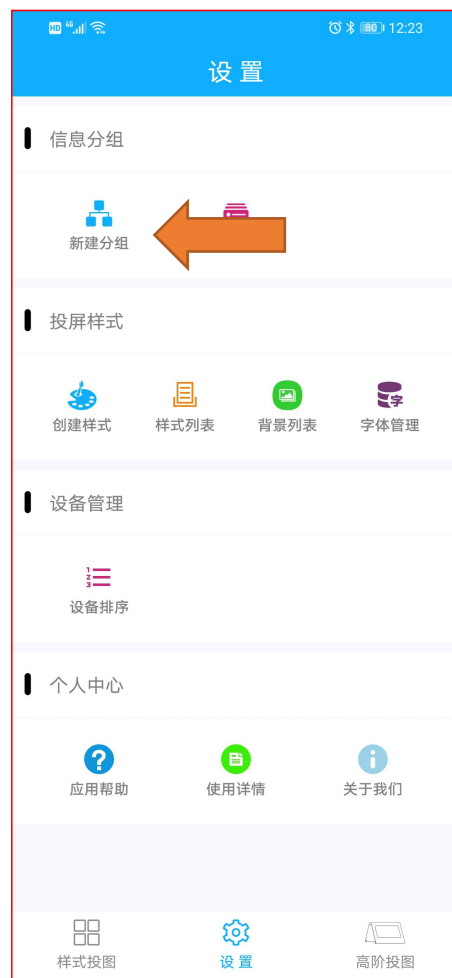 HD 4G 80 12:23
设置
信息分组
新建分组
投屏样式
创建样式 样式列表 背景列表 字体管理
设备管理
设备排序
个人中心
应用帮助 使用详情 关于我们
样式投图 设置 高阶投图